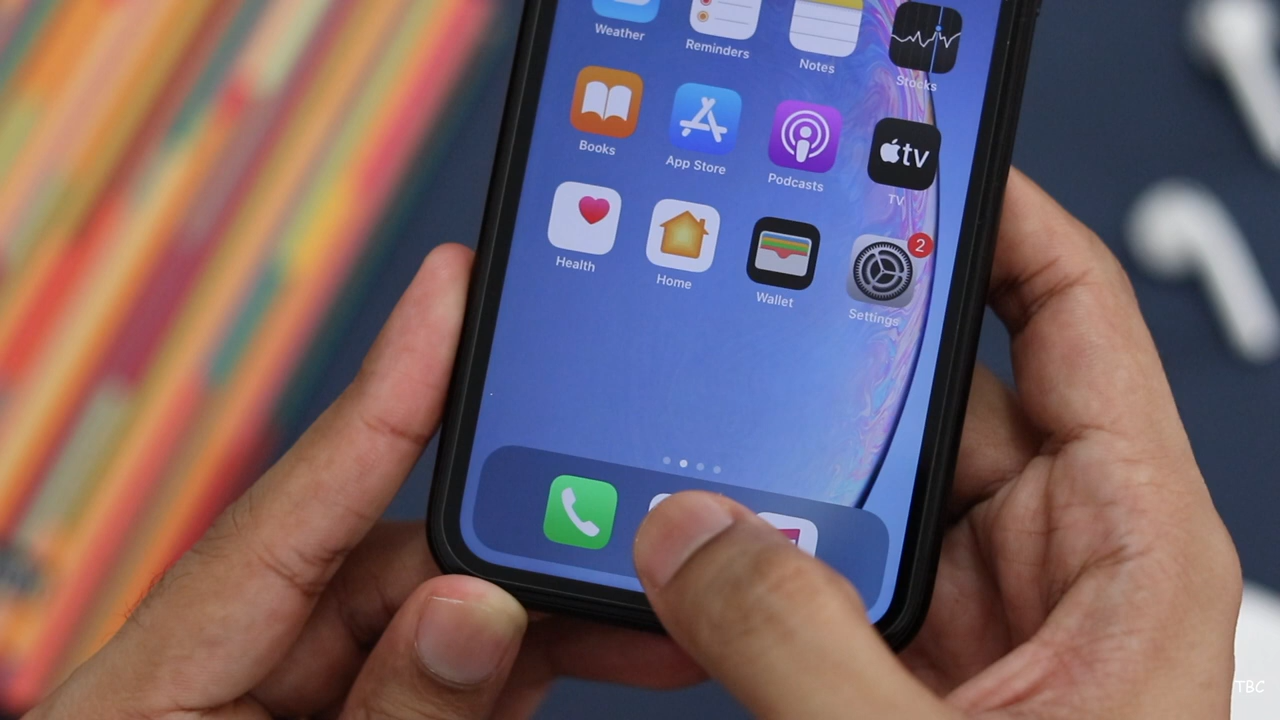 Weather
Reminders
Notes
Stocks
Books
App Store
Podcasts
tv
TV
Health
Home
Wallet
2
Settings
TBC